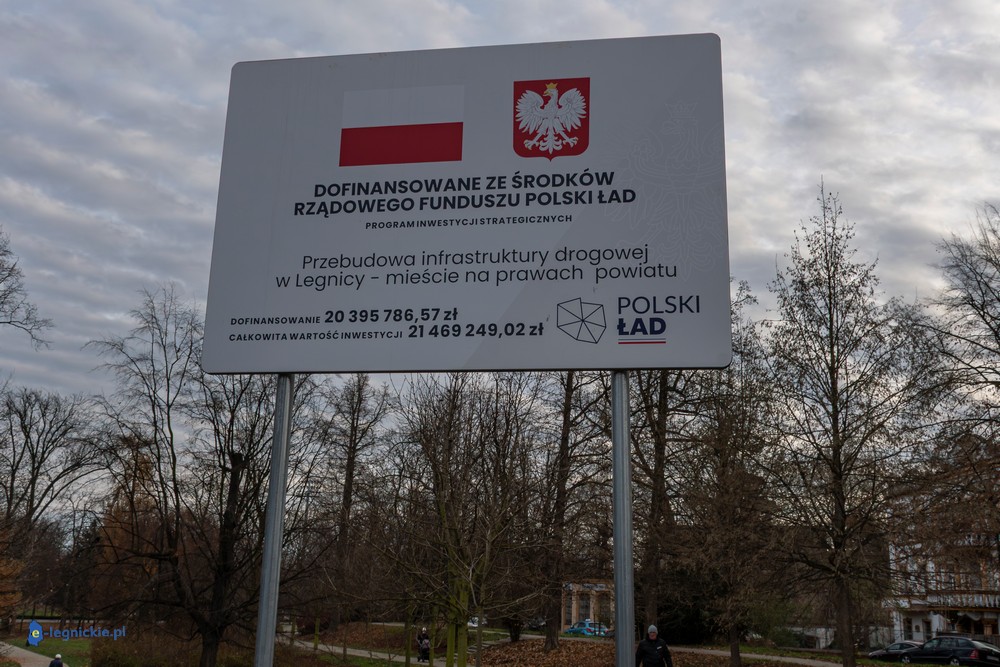 DOFINANSOWANE ZE ŚRODKÓW
RZĄDOWEGO FUNDUSZU POLSKI ŁAD
PROGRAM INWESTYCJI STRATEGICZNYCH
Przebudowa infrastruktury drogowej
w Legnicy - mieście na prawach powiatu
DOFINANSOWANIE 20 395 786,57 zł
CAŁKOWITA WARTOŚĆ INWESTYCJI 21 469 249,02 zł
POLSKI
ŁAD
e-legnickie.pl